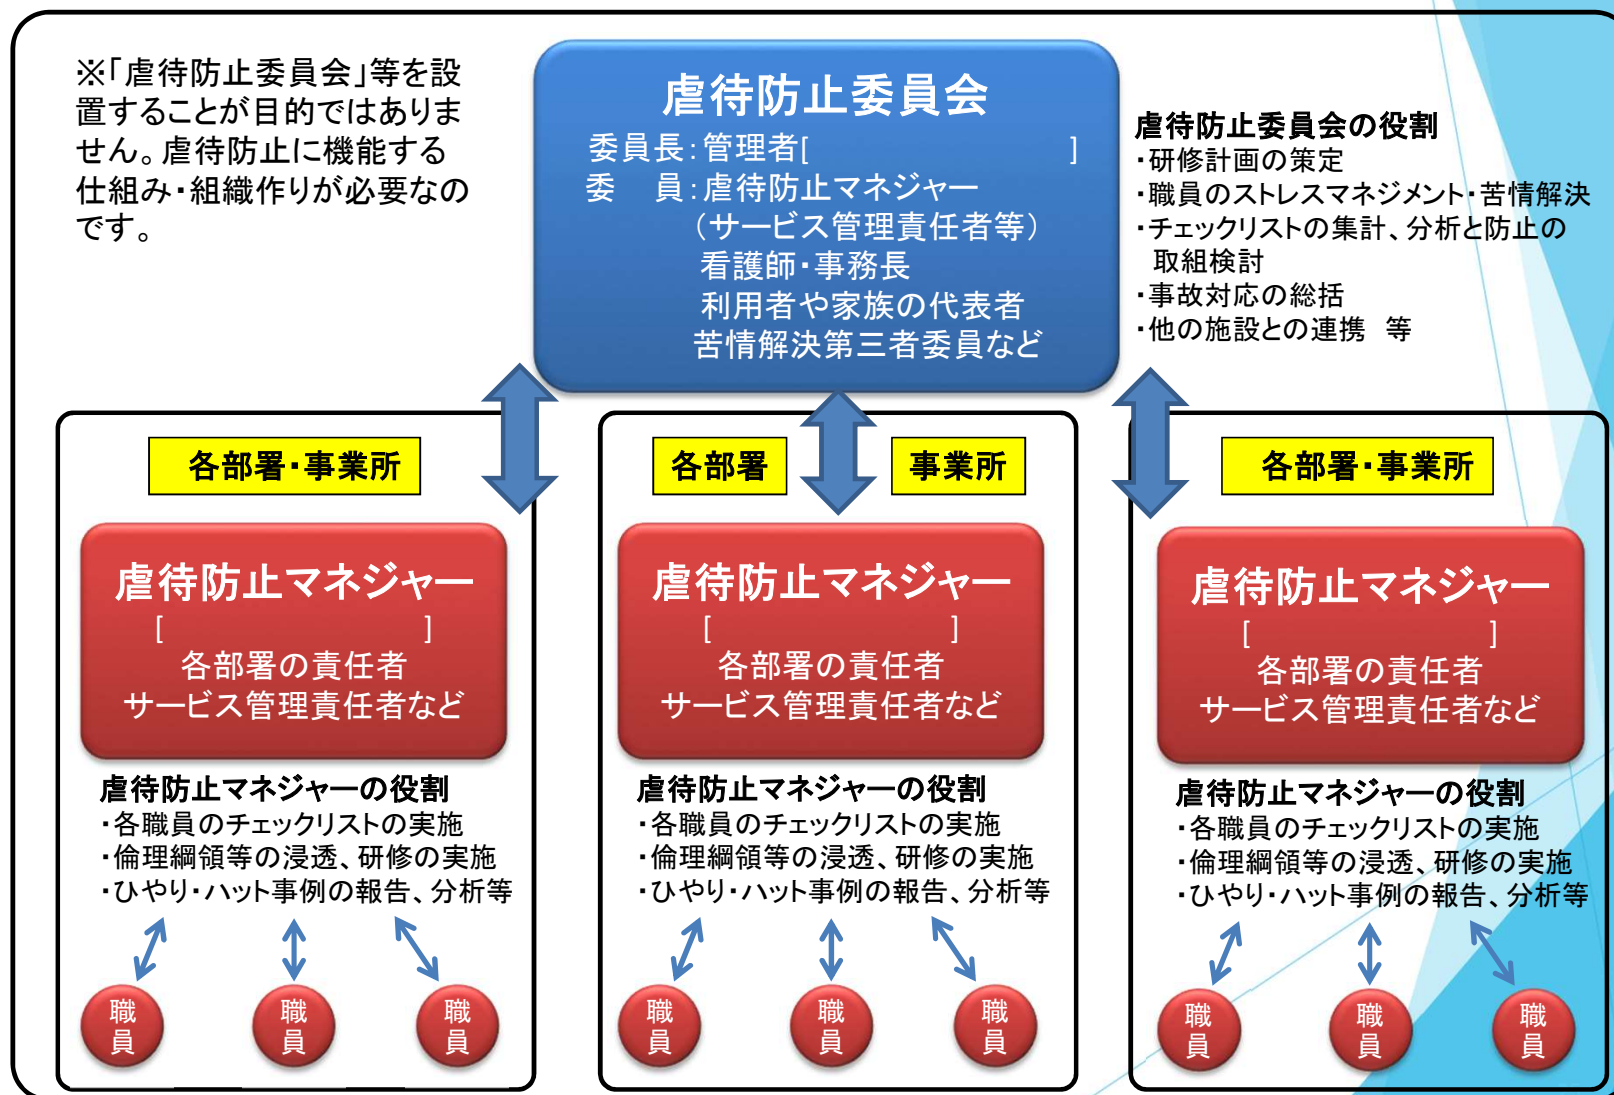 ※「虐待防止委員会」等を設
置することが目的ではありま
せん。虐待防止に機能する
仕組み・組織作りが必要なの
です。
虐待防止委員会
委員長：管理者[　　　　　　　　]
委　員：虐待防止マネジャー
（サービス管理責任者等）
看護師・事務長
利用者や家族の代表者
苦情解決第三者委員など
虐待防止委員会の役割
・研修計画の策定
・職員のストレスマネジメント・苦情解決
・チェックリストの集計、分析と防止の
取組検討
・事故対応の総括
・他の施設との連携　等
各部署・事業所
虐待防止マネジャー
[　　　　　　　　]
各部署の責任者
サービス管理責任者など
虐待防止マネジャーの役割
・各職員のチェックリストの実施
・倫理綱領等の浸透、研修の実施
・ひやり・ハット事例の報告、分析等
職員
職員
職員
各部署
事業所
虐待防止マネジャー
[　　　　　　　　]
各部署の責任者
サービス管理責任者など
虐待防止マネジャーの役割
・各職員のチェックリストの実施
・倫理綱領等の浸透、研修の実施
・ひやり・ハット事例の報告、分析等
職員
職員
職員
各部署・事業所
虐待防止マネジャー
[　　　　　　　　]
各部署の責任者
サービス管理責任者など
虐待防止マネジャーの役割
・各職員のチェックリストの実施
・倫理綱領等の浸透、研修の実施
・ひやり・ハット事例の報告、分析等
職員
職員
職員